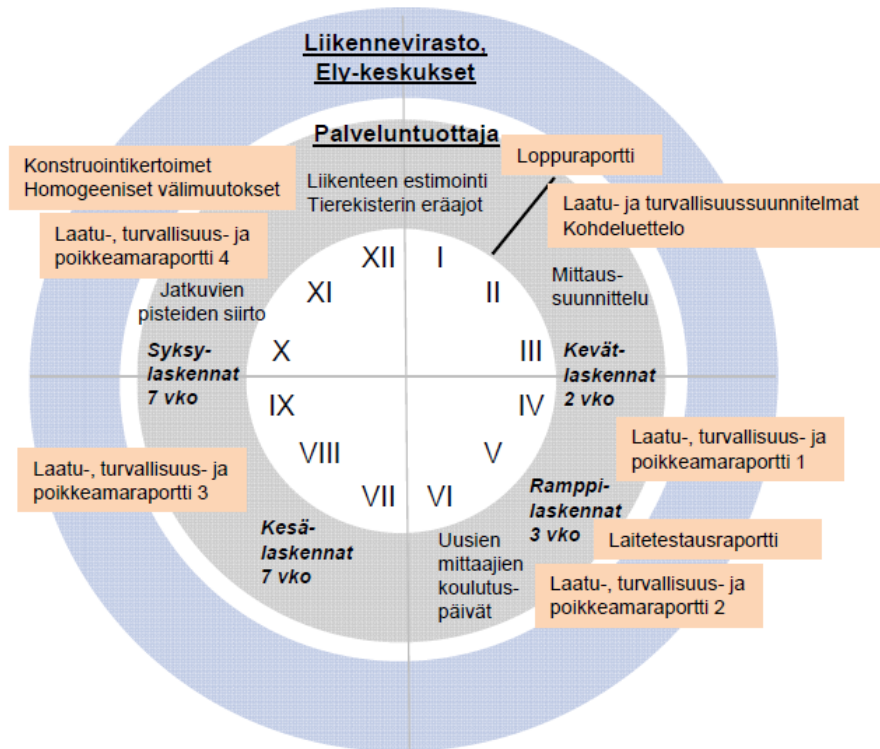 Liikennevirasto,
Ely-keskukset
Palveluntuottaja
Loppuraportti
Konstruointikertoimet
Homogeeniset välimuutokset
Liikenteen estimointi
Tierekisterin eräajot
Laatu- ja turvallisuussuunnitelmat
Kohdeluettelo
Laatu-, turvallisuus- ja
poikkeamaraportti 4
XII
I
Jatkuvien
pisteiden siirto
XI
II
Mittaus-
suunnittelu
Syksy-
laskennat
7 vko
X
III
Kevät-
laskennat
2 vko
IX
IV
Laatu-, turvallisuus- ja
poikkeamaraportti 1
VIII
V
Laatu-, turvallisuus- ja
poikkeamaraportti 3
VII
VI
Ramppi-
laskennat
3 vko
Laitetestausraportti
Kesä-
laskennat
7 vko
Uusien
mittaajien
koulutus-
päivät
Laatu-, turvallisuus- ja
poikkeamaraportti 2